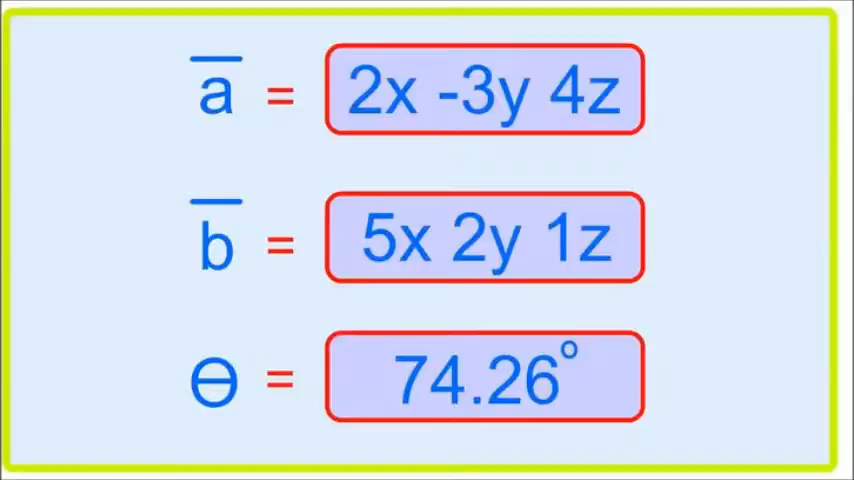 a = 2x -3y 4z
b = 5x 2y 1z
Ɵ = 74.26°